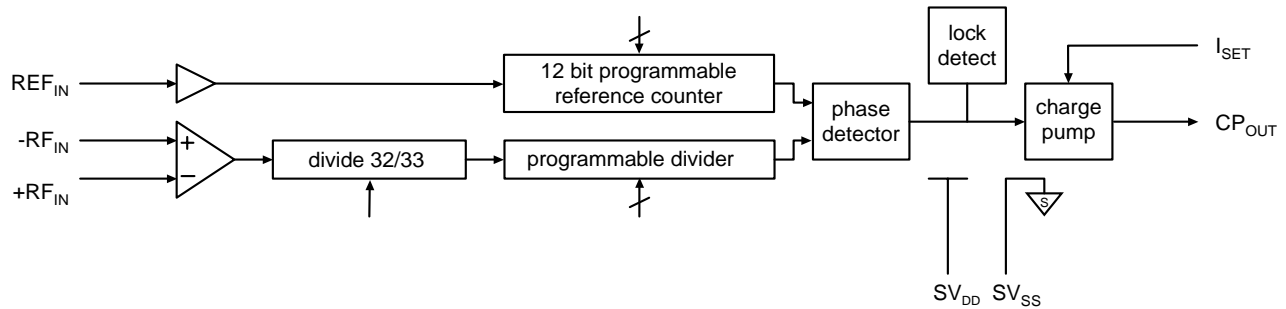 lock
detect
I_SET
REF_IN
12 bit programmable
reference counter
phase
detector
charge
pump
CP_OUT
-RF_IN
+
−
+RF_IN
divide 32/33
programmable divider
S
SV_DD
SV_SS